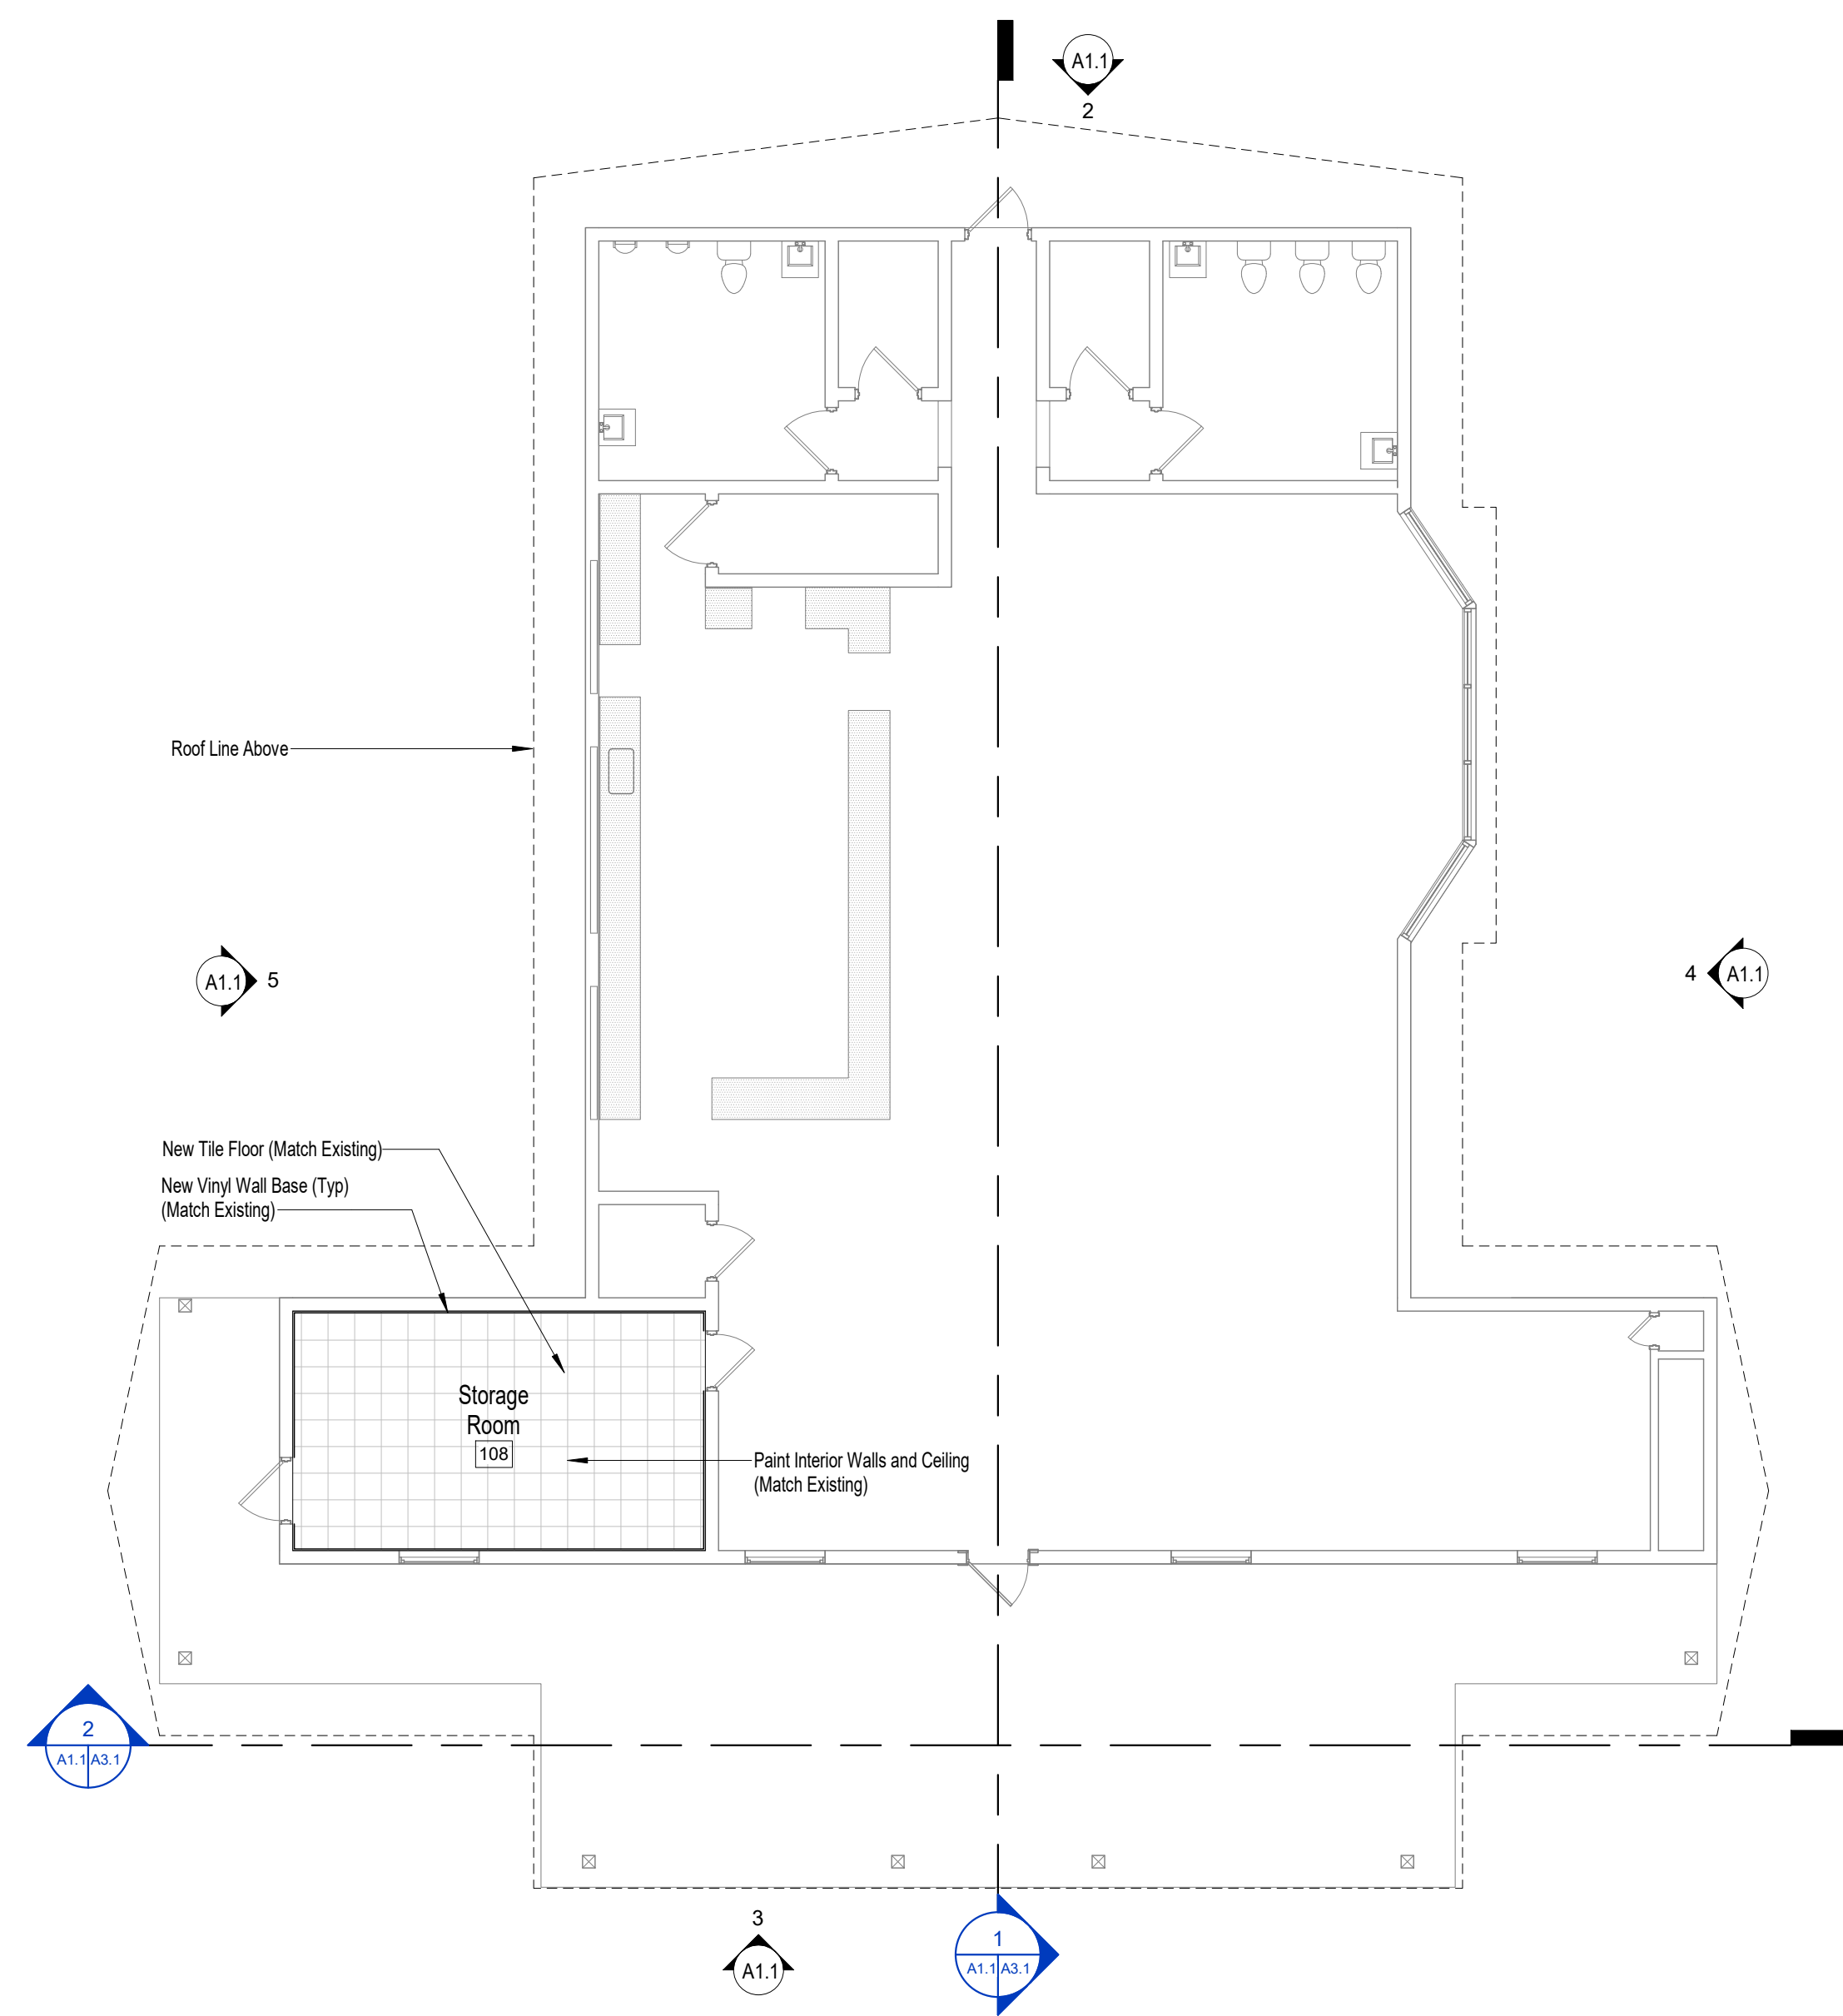 A1.1
2
Roof Line Above
A1.1
5
4
A1.1
New Tile Floor (Match Existing)
New Vinyl Wall Base (Typ)
(Match Existing)
Storage
Room
108
Paint Interior Walls and Ceiling
(Match Existing)
2
A1.1 A3.1
3
A1.1
1
A1.1 A3.1